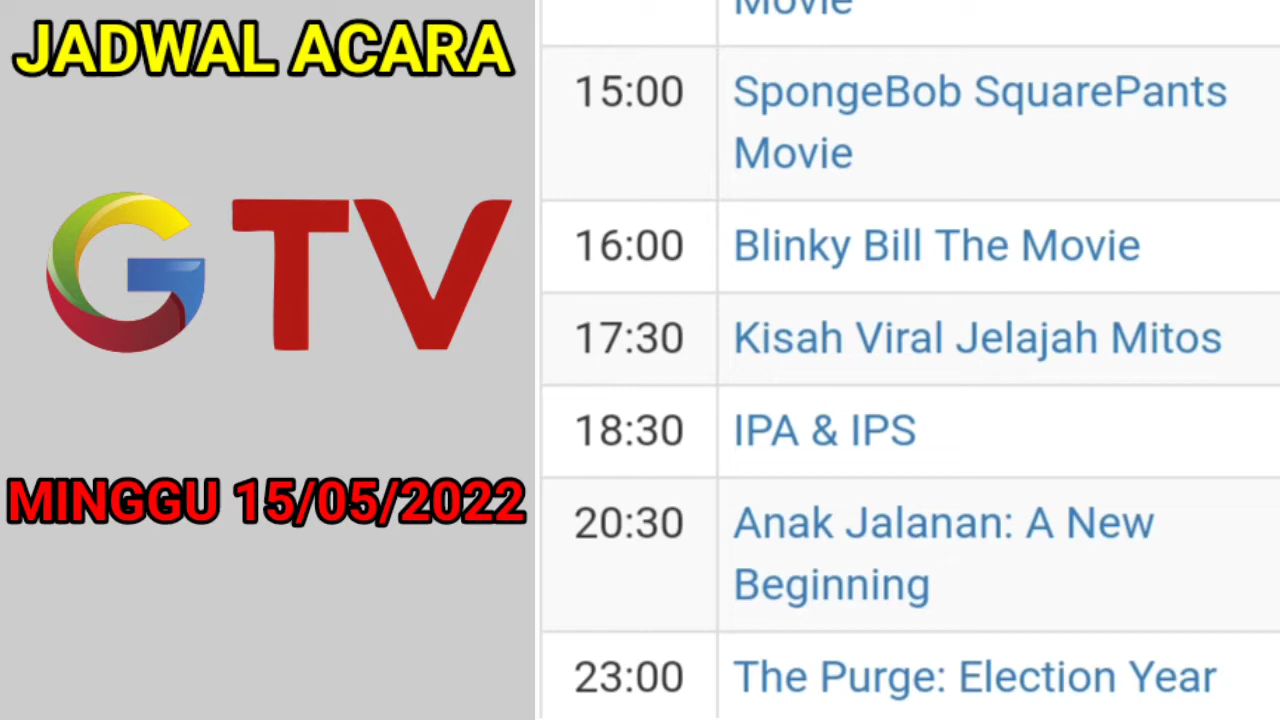 JADWAL ACARA
GTV
MINGGU 15/05/2022
Movie
15:00 SpongeBob SquarePants
Movie
16:00 Blinky Bill The Movie
17:30 Kisah Viral Jelajah Mitos
18:30 IPA & IPS
20:30 Anak Jalanan: A New
Beginning
23:00 The Purge: Election Year